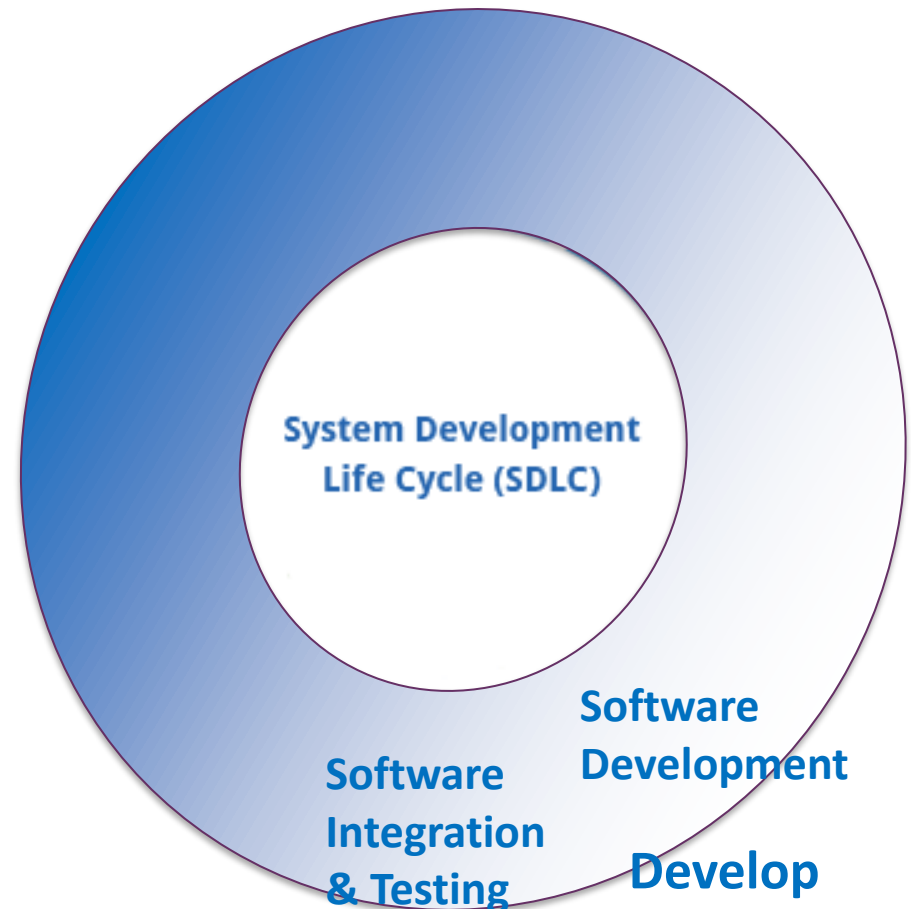 System Development
Life Cycle (SDLC)
Software
Development
Software
Integration
& Testing
Develop